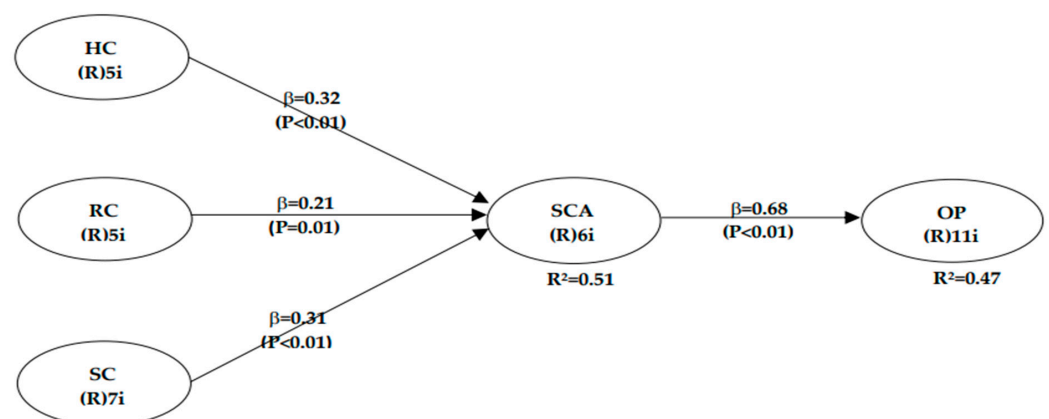 HC
(R)5i
β=0.32
(P<0.01)
RC
(R)5i
β=0.21
(P=0.01)
SCA
(R)6i
R²=0.51
β=0.68
(P<0.01)
OP
(R)11i
R²=0.47
β=0.31
(P<0.01)
SC
(R)7i